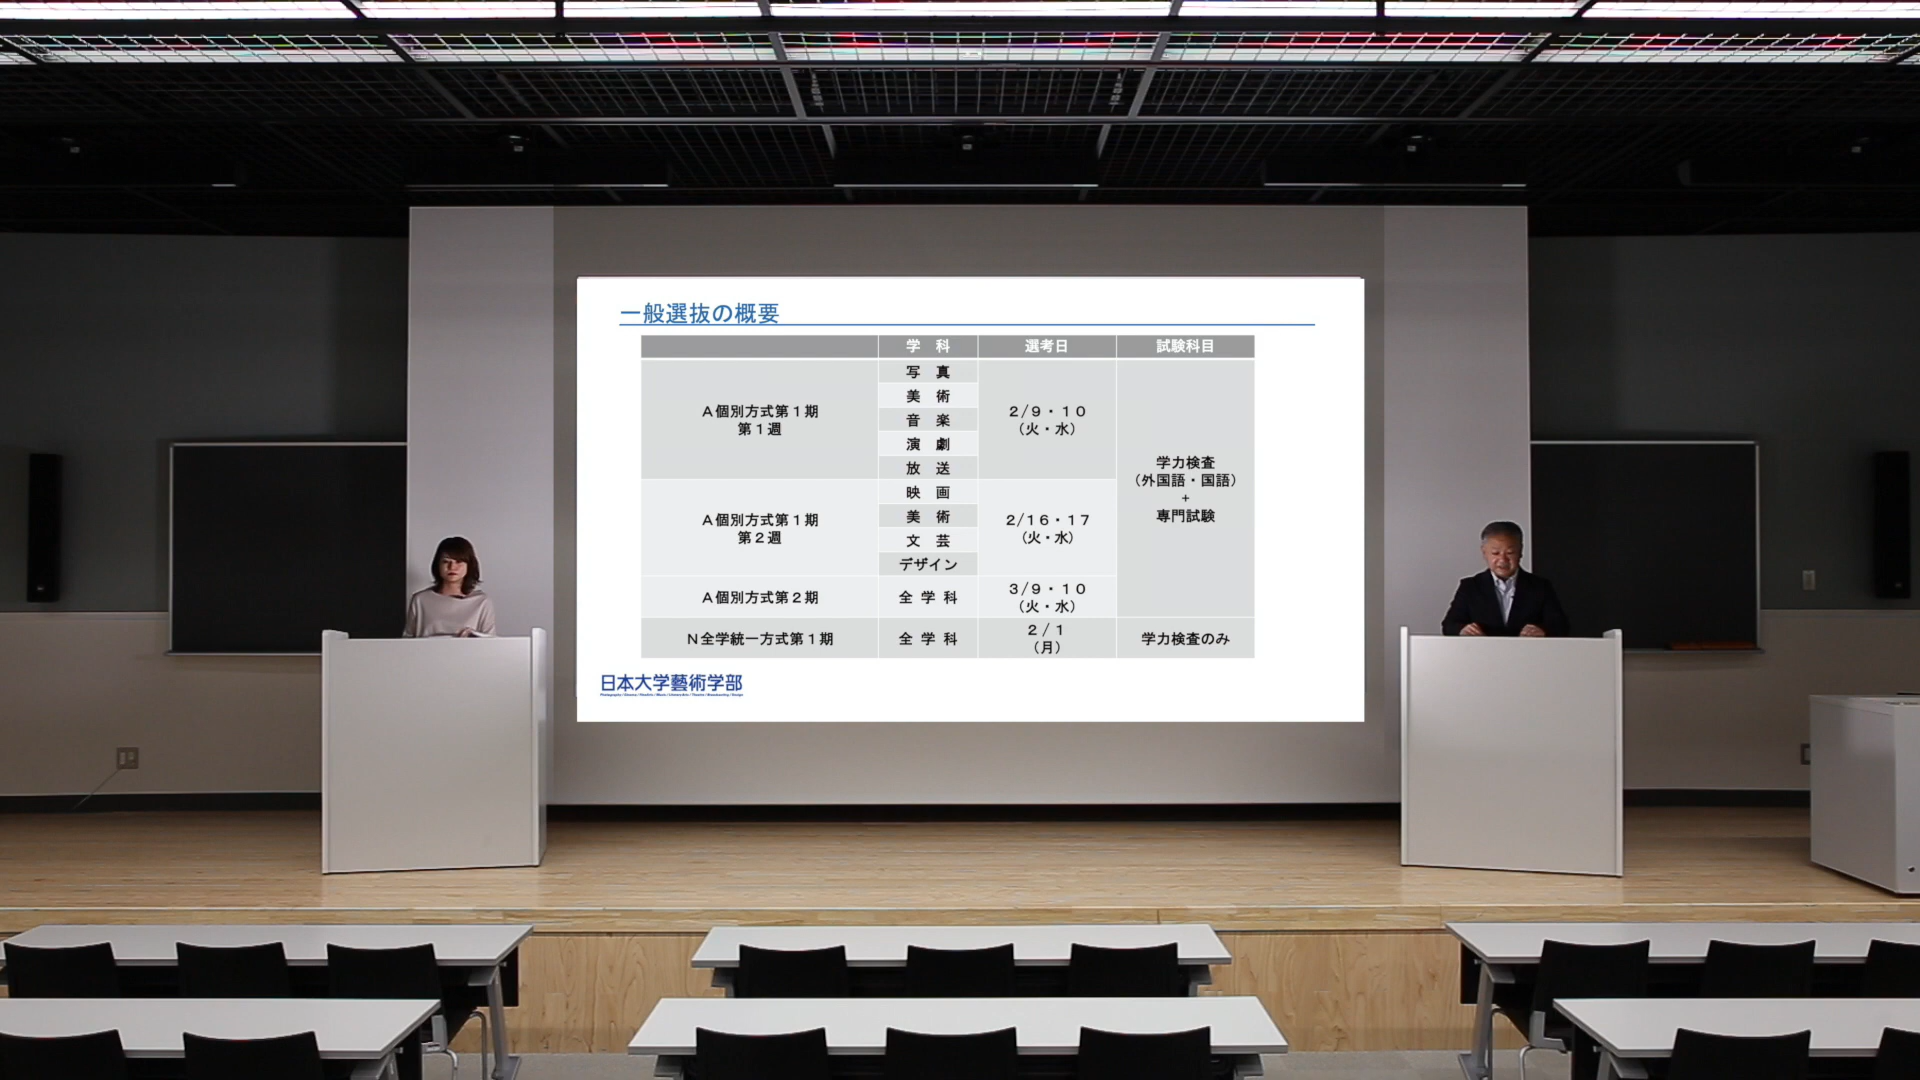 一般選抜の概要
学　科　選考日　試験科目
A個別方式第1期
第1週
写　真
美　術
音　楽
演　劇
放　送
2/9・10
（火・水）
学力検査
（外国語・国語）
+
専門試験
A個別方式第1期
第2週
映　画
美　術
文　芸
デザイン
2/16・17
（火・水）
A個別方式第2期
全 学 科
3/9・10
（火・水）
N全学統一方式第1期
全 学 科
2/1
（月）
学力検査のみ
日本大学藝術学部